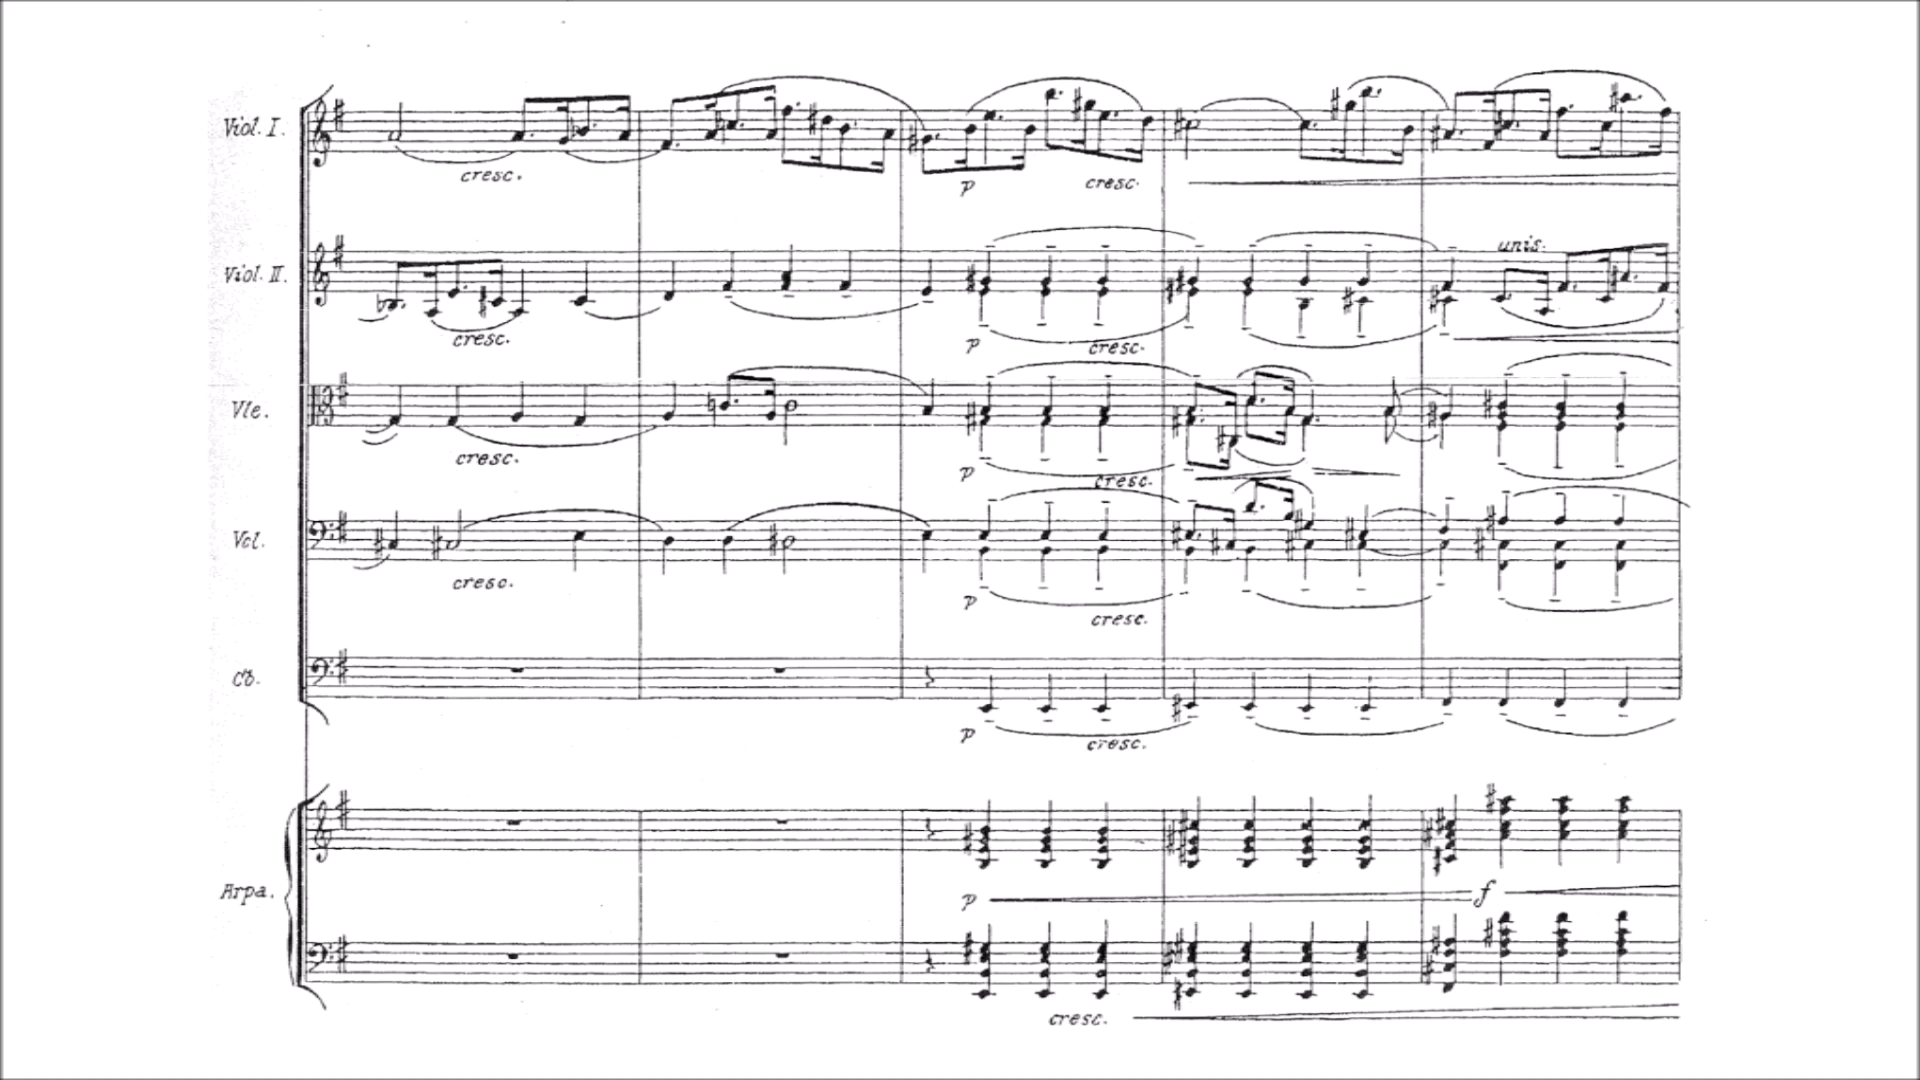 Viol. I.
cresc.
p cresc.
Viol. II.
unis.
cresc.
p cresc.
Vle.
cresc.
p cresc.
Vcl.
cresc.
p cresc.
Cb.
p cresc.
Arpa.
p f
cresc.